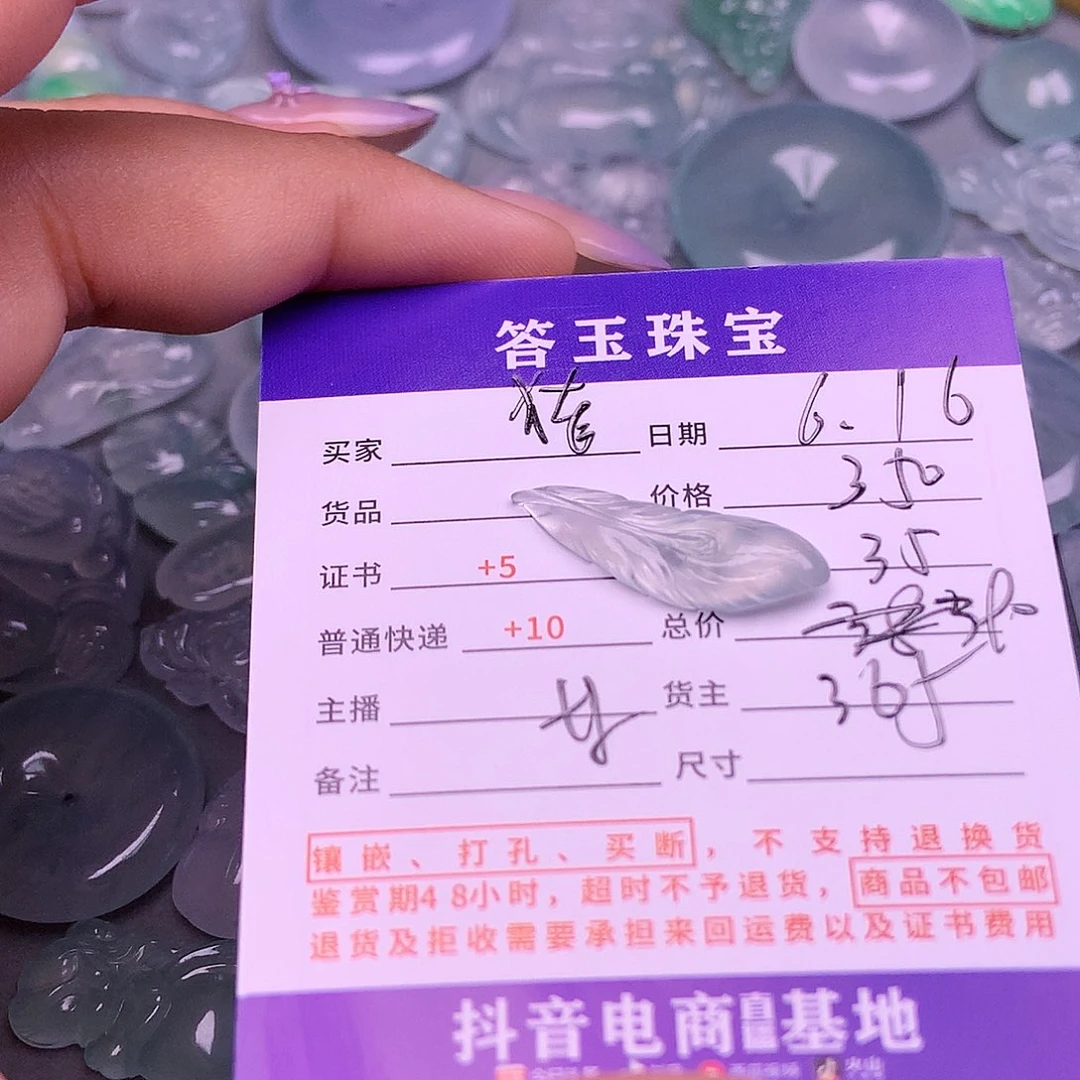 答玉珠宝
买家 日期 6.16
货品 价格 350
证书 +5 35
普通快递 +10 总价
主播 货主
备注 尺寸
镶嵌、打孔、买断，不支持退换货
鉴赏期48小时，超时不予退货，商品不包邮
退货及拒收需要承担来回运费以及证书费用
抖音电商直播基地